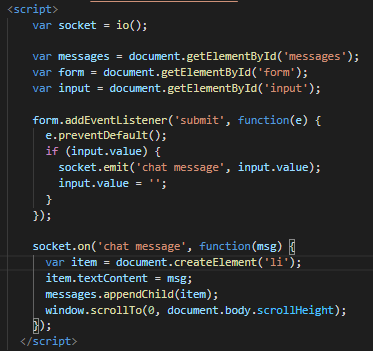 <script>
var socket = io();
var messages = document.getElementById('messages');
var form = document.getElementById('form');
var input = document.getElementById('input');
form.addEventListener('submit', function(e) {
e.preventDefault();
if (input.value) {
socket.emit('chat message', input.value);
input.value = '';
}
});
socket.on('chat message', function(msg) {
var item = document.createElement('li');
item.textContent = msg;
messages.appendChild(item);
window.scrollTo(0, document.body.scrollHeight);
});
</script>